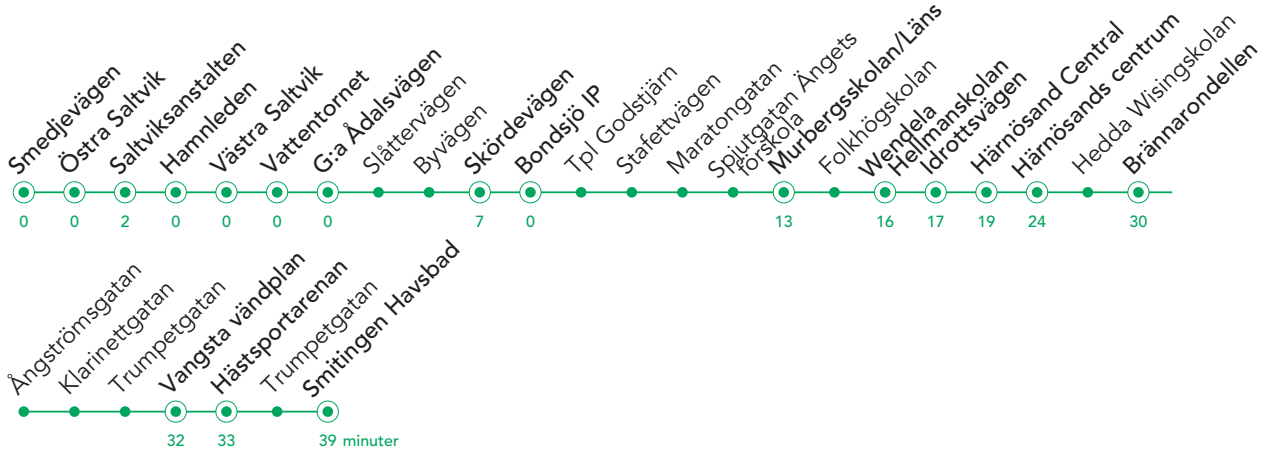 Smedjevägen
Östra Saltvik
Saltviksanstalten
Hamnleden
Västra Saltvik
Vattentornet
G:a Ådalsvägen
Slåttervägen
Byvägen
Skördevägen
Bondsjö IP
Tpl Godstjärn
Stafettvägen
Maratongatan
Spjutgatan Ängets
förskola
Murbergsskolan/Läns
Folkhögskolan
Wendela
Hellmanskolan
Idrottsvägen
Härnösand Central
Härnösands centrum
Hedda Wisingskolan
Brännarondellen
0 0 2 0 0 0 0 7 0 13 16 17 19 24 30
Ångströmsgatan
Klarinettgatan
Trumpetgatan
Vangsta vändplan
Hästsportarenan
Trumpetgatan
Smitingen Havsbad
32 33 39 minuter